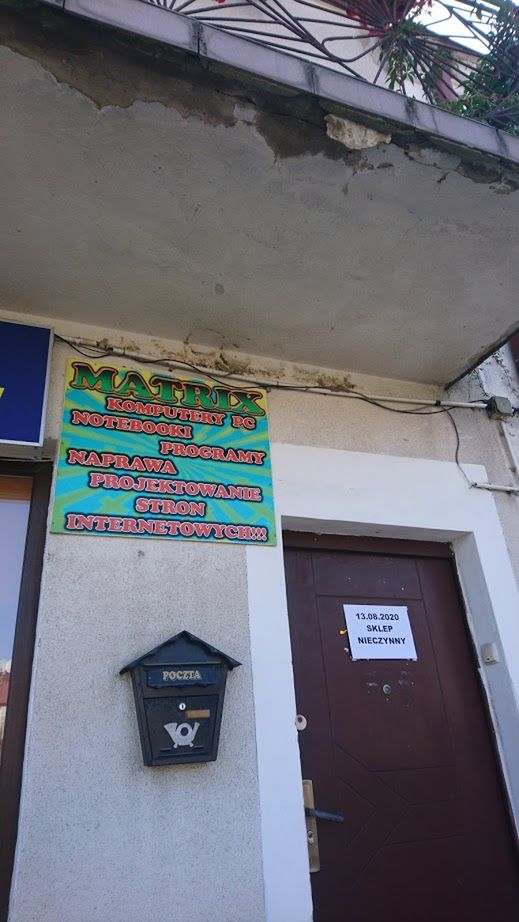 MATRIX
KOMPUTERY PC
NOTEBOOKI
PROGRAMY
NAPRAWA
PROJEKTOWANIE
STRON
INTERNETOWYCH!!!
13.08.2020
SKLEP
NIECZYNNY
POCZTA